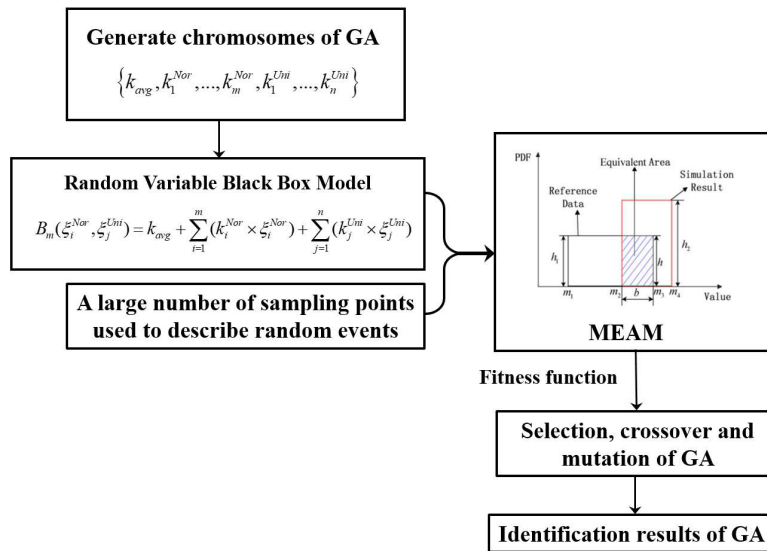 Generate chromosomes of GA
{k_avg, k_1^Nor, ..., k_m^Nor, k_1^Uni, ..., k_n^Uni}
Random Variable Black Box Model
B_m(ξ_i^Nor, ξ_j^Uni) = k_avg + ∑_{i=1}^{m}(k_i^Nor × ξ_i^Nor) + ∑_{j=1}^{n}(k_j^Uni × ξ_j^Uni)
A large number of sampling points
used to describe random events
PDF
Equivalent Area
Simulation
Result
Reference
Data
h_1
h
h_2
m_1
m_2
b
m_3
m_4
Value
MEAM
Fitness function
Selection, crossover and
mutation of GA
Identification results of GA